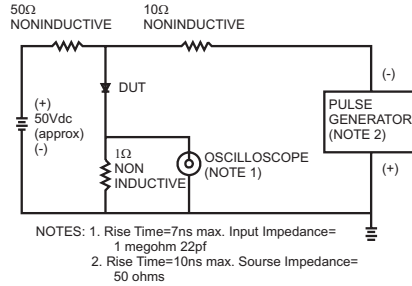 50Ω
NONINDUCTIVE
10Ω
NONINDUCTIVE
DUT
(+)
50Vdc
(approx)
(-)
1Ω
NON
INDUCTIVE
OSCILLOSCOPE
(NOTE 1)
(-)
PULSE
GENERATOR
(NOTE 2)
(+)
NOTES: 1. Rise Time=7ns max. Input Impedance=
1 megohm 22pf
2. Rise Time=10ns max. Sourse Impedance=
50 ohms